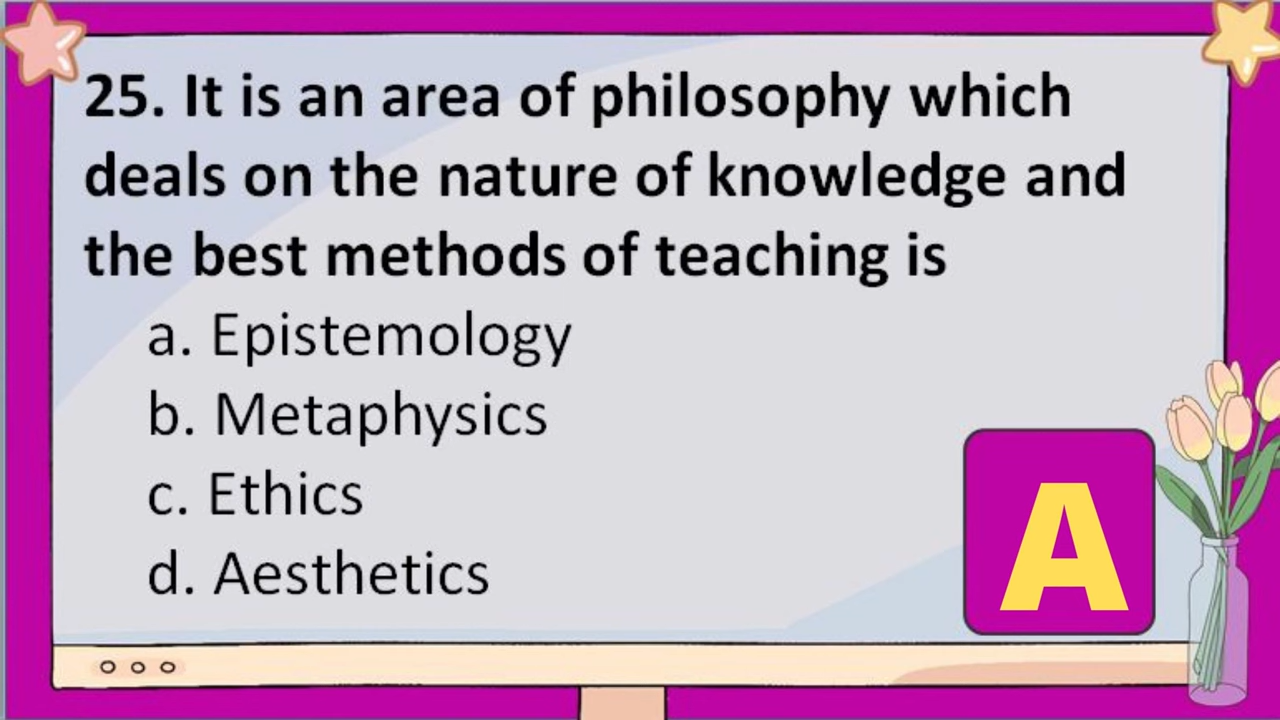 25. It is an area of philosophy which
deals on the nature of knowledge and
the best methods of teaching is
a. Epistemology
b. Metaphysics
c. Ethics
d. Aesthetics
A